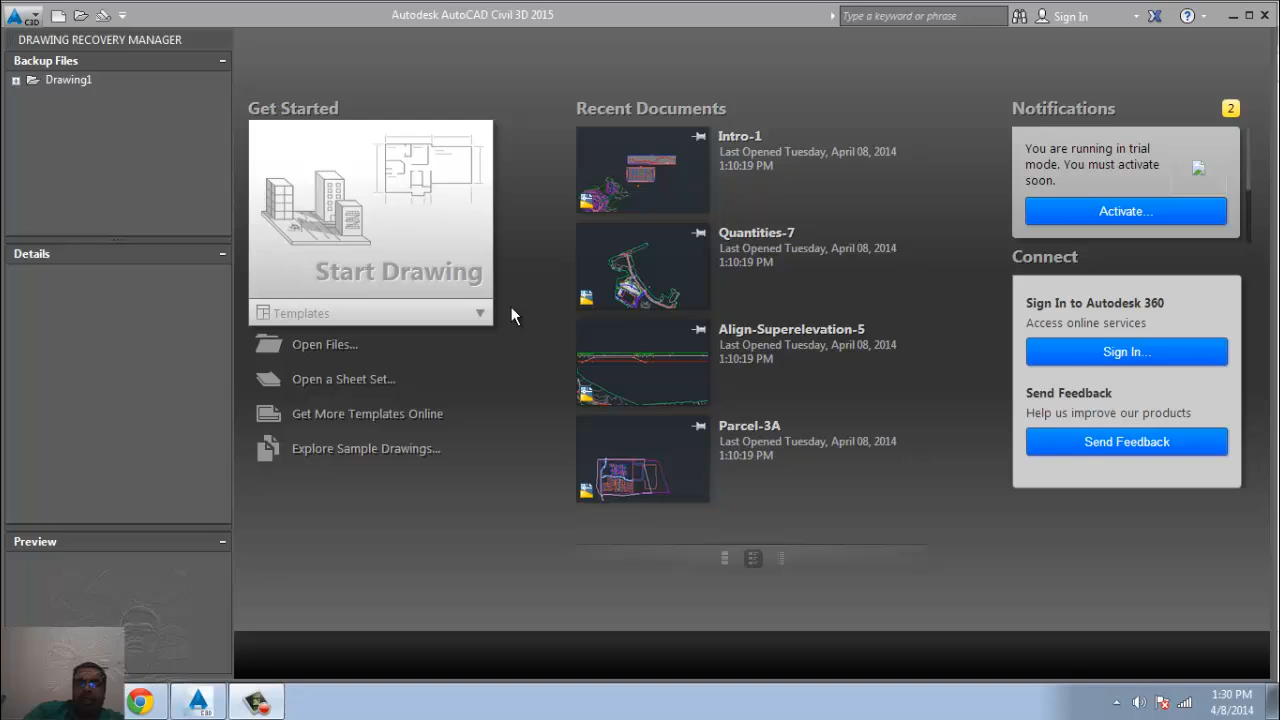 Autodesk AutoCAD Civil 3D 2015
Type a keyword or phrase
Sign In
DRAWING RECOVERY MANAGER
Backup Files
Drawing1
Details
Preview
Get Started
Start Drawing
Templates
Open Files...
Open a Sheet Set...
Get More Templates Online
Explore Sample Drawings...
Recent Documents
Intro-1
Last Opened Tuesday, April 08, 2014
1:10:19 PM
Quantities-7
Last Opened Tuesday, April 08, 2014
1:10:19 PM
Align-Superelevation-5
Last Opened Tuesday, April 08, 2014
1:10:19 PM
Parcel-3A
Last Opened Tuesday, April 08, 2014
1:10:19 PM
Notifications
2
You are running in trial
mode. You must activate
soon.
Activate...
Connect
Sign In to Autodesk 360
Access online services
Sign In...
Send Feedback
Help us improve our products
Send Feedback
C3D
1:30 PM
4/8/2014